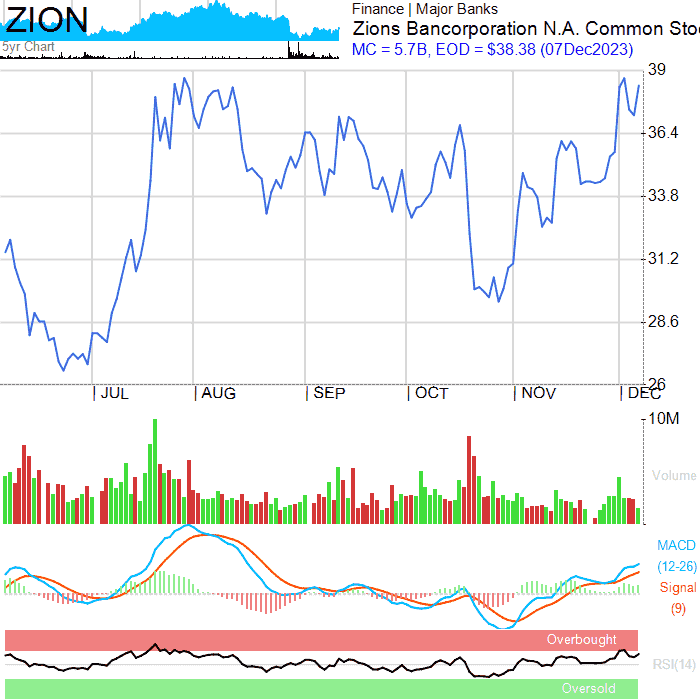 ZION
5yr Chart
Finance | Major Banks
Zions Bancorporation N.A. Common Sto
MC = 5.7B, EOD = $38.38 (07Dec2023)
39
36.4
33.8
31.2
28.6
26
| JUL | AUG | SEP | OCT | NOV | DEC
10M
Volume
MACD
(12-26)
Signal
(9)
Overbought
RSI(14)
Oversold